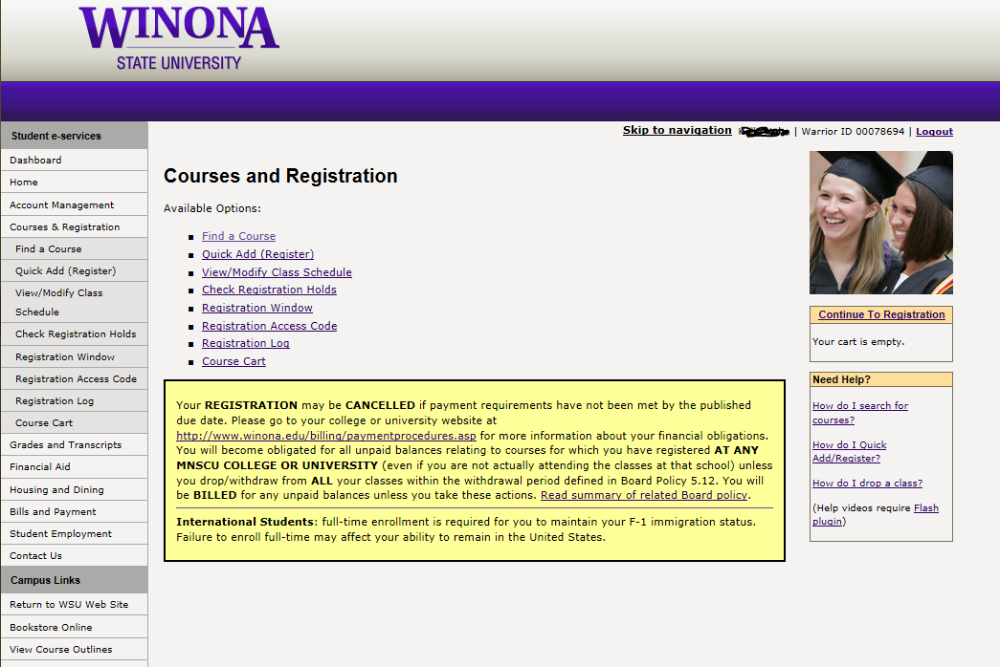 WINONA
STATE UNIVERSITY
Skip to navigation | Warrior ID 00078694 | Logout
Student e-services
Dashboard
Home
Account Management
Courses & Registration
Find a Course
Quick Add (Register)
View/Modify Class
Schedule
Check Registration Holds
Registration Window
Registration Access Code
Registration Log
Course Cart
Grades and Transcripts
Financial Aid
Housing and Dining
Bills and Payment
Student Employment
Contact Us
Campus Links
Return to WSU Web Site
Bookstore Online
View Course Outlines
Courses and Registration
Available Options:
Find a Course
Quick Add (Register)
View/Modify Class Schedule
Check Registration Holds
Registration Window
Registration Access Code
Registration Log
Course Cart
Your REGISTRATION may be CANCELLED if payment requirements have not been met by the published
due date. Please go to your college or university website at
http://www.winona.edu/billing/paymentprocedures.asp for more information about your financial obligations.
You will become obligated for all unpaid balances relating to courses for which you have registered AT ANY
MNSCU COLLEGE OR UNIVERSITY (even if you are not actually attending the classes at that school) unless
you drop/withdraw from ALL your classes within the withdrawal period defined in Board Policy 5.12. You will
be BILLED for any unpaid balances unless you take these actions. Read summary of related Board policy.
International Students: full-time enrollment is required for you to maintain your F-1 immigration status.
Failure to enroll full-time may affect your ability to remain in the United States.
Continue To Registration
Your cart is empty.
Need Help?
How do I search for
courses?
How do I Quick
Add/Register?
How do I drop a class?
(Help videos require Flash
plugin)